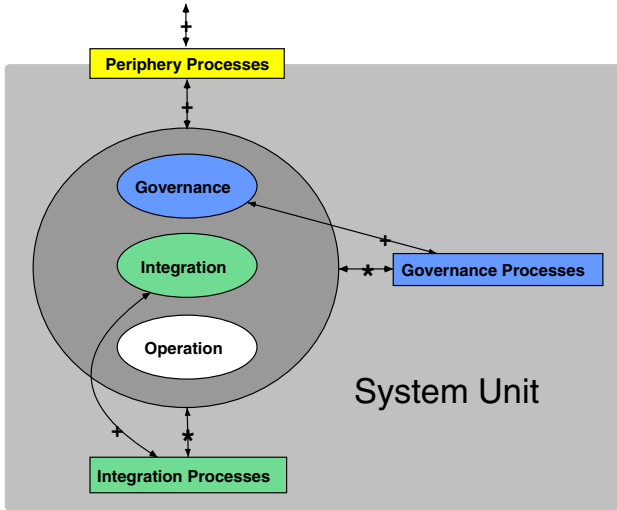 +
Periphery Processes
+
Governance
+
Integration
*
Governance Processes
Operation
System Unit
+
*
Integration Processes